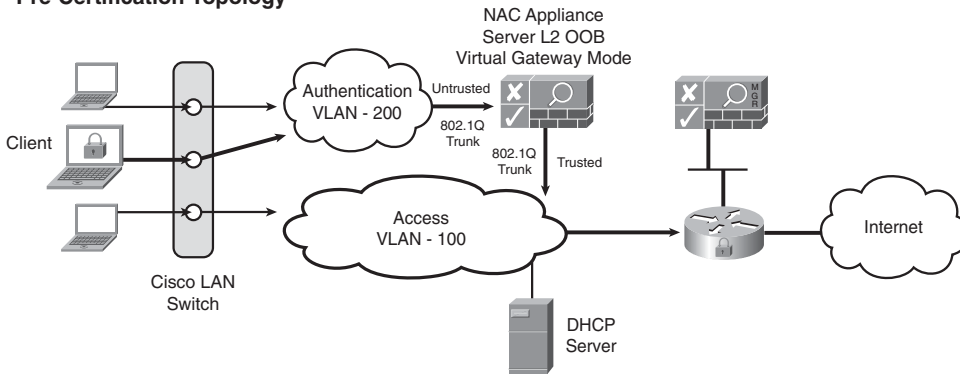 Pre-Certification Topology
NAC Appliance
Server L2 OOB
Virtual Gateway Mode
Authentication
VLAN - 200
Untrusted
802.1Q
Trunk
802.1Q
Trunk
Trusted
MGR
Client
Access
VLAN - 100
Internet
Cisco LAN
Switch
DHCP
Server